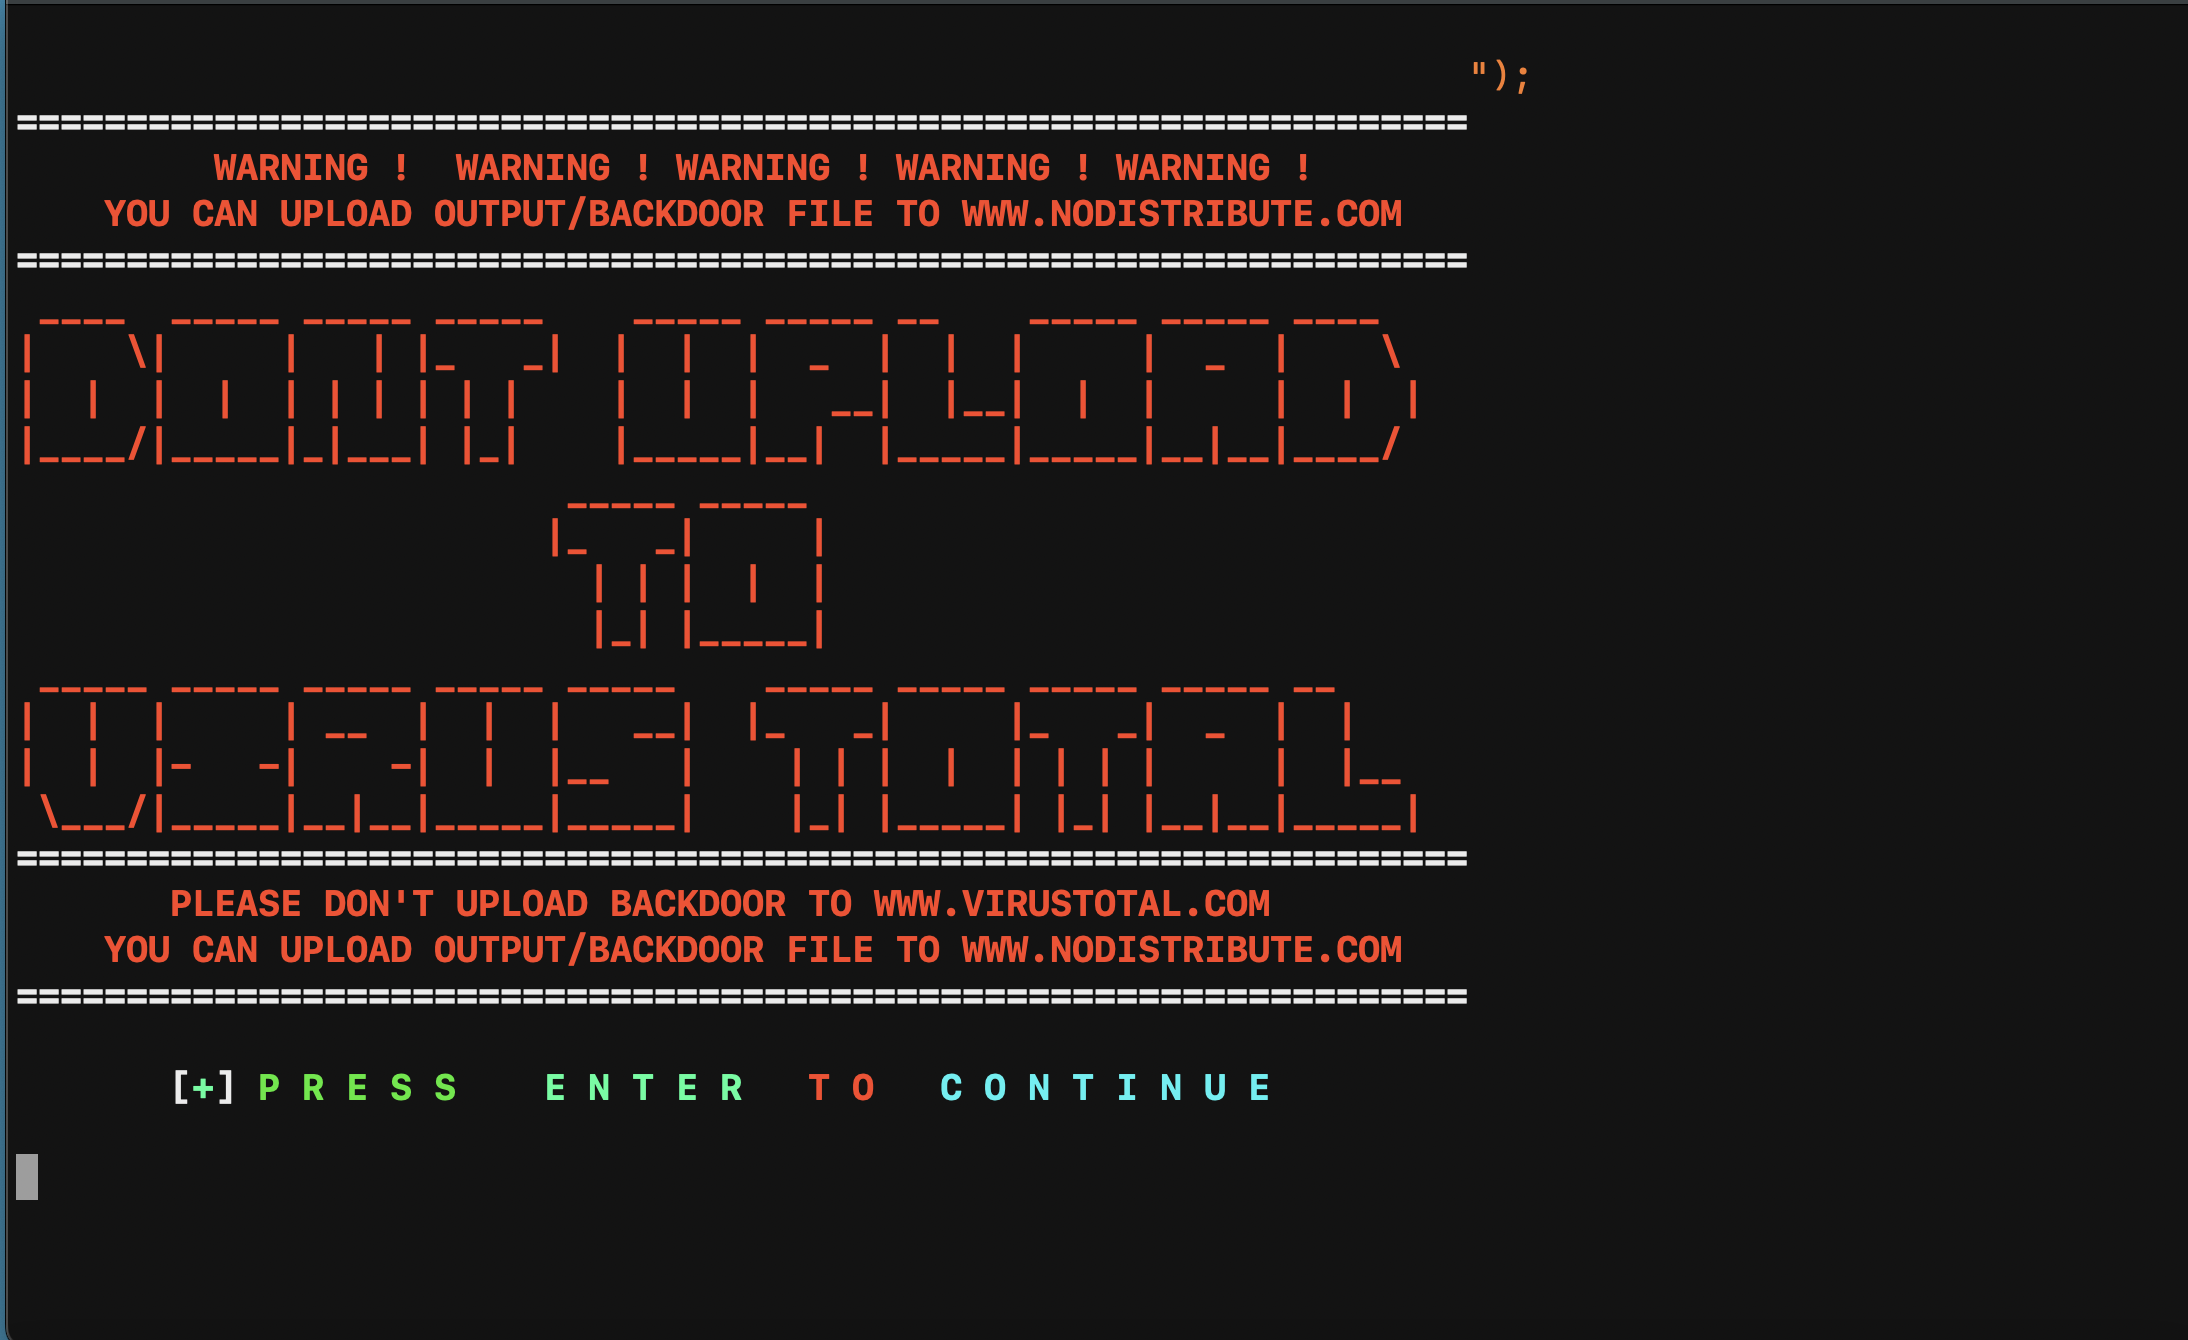 ");
==================================================================
WARNING !  WARNING ! WARNING ! WARNING ! WARNING !
YOU CAN UPLOAD OUTPUT/BACKDOOR FILE TO WWW.NODISTRIBUTE.COM
==================================================================
DONT UPLOAD
TO
VIRUS TOTAL
==================================================================
PLEASE DON'T UPLOAD BACKDOOR TO WWW.VIRUSTOTAL.COM
YOU CAN UPLOAD OUTPUT/BACKDOOR FILE TO WWW.NODISTRIBUTE.COM
==================================================================
[+] P R E S S   E N T E R   T O   C O N T I N U E